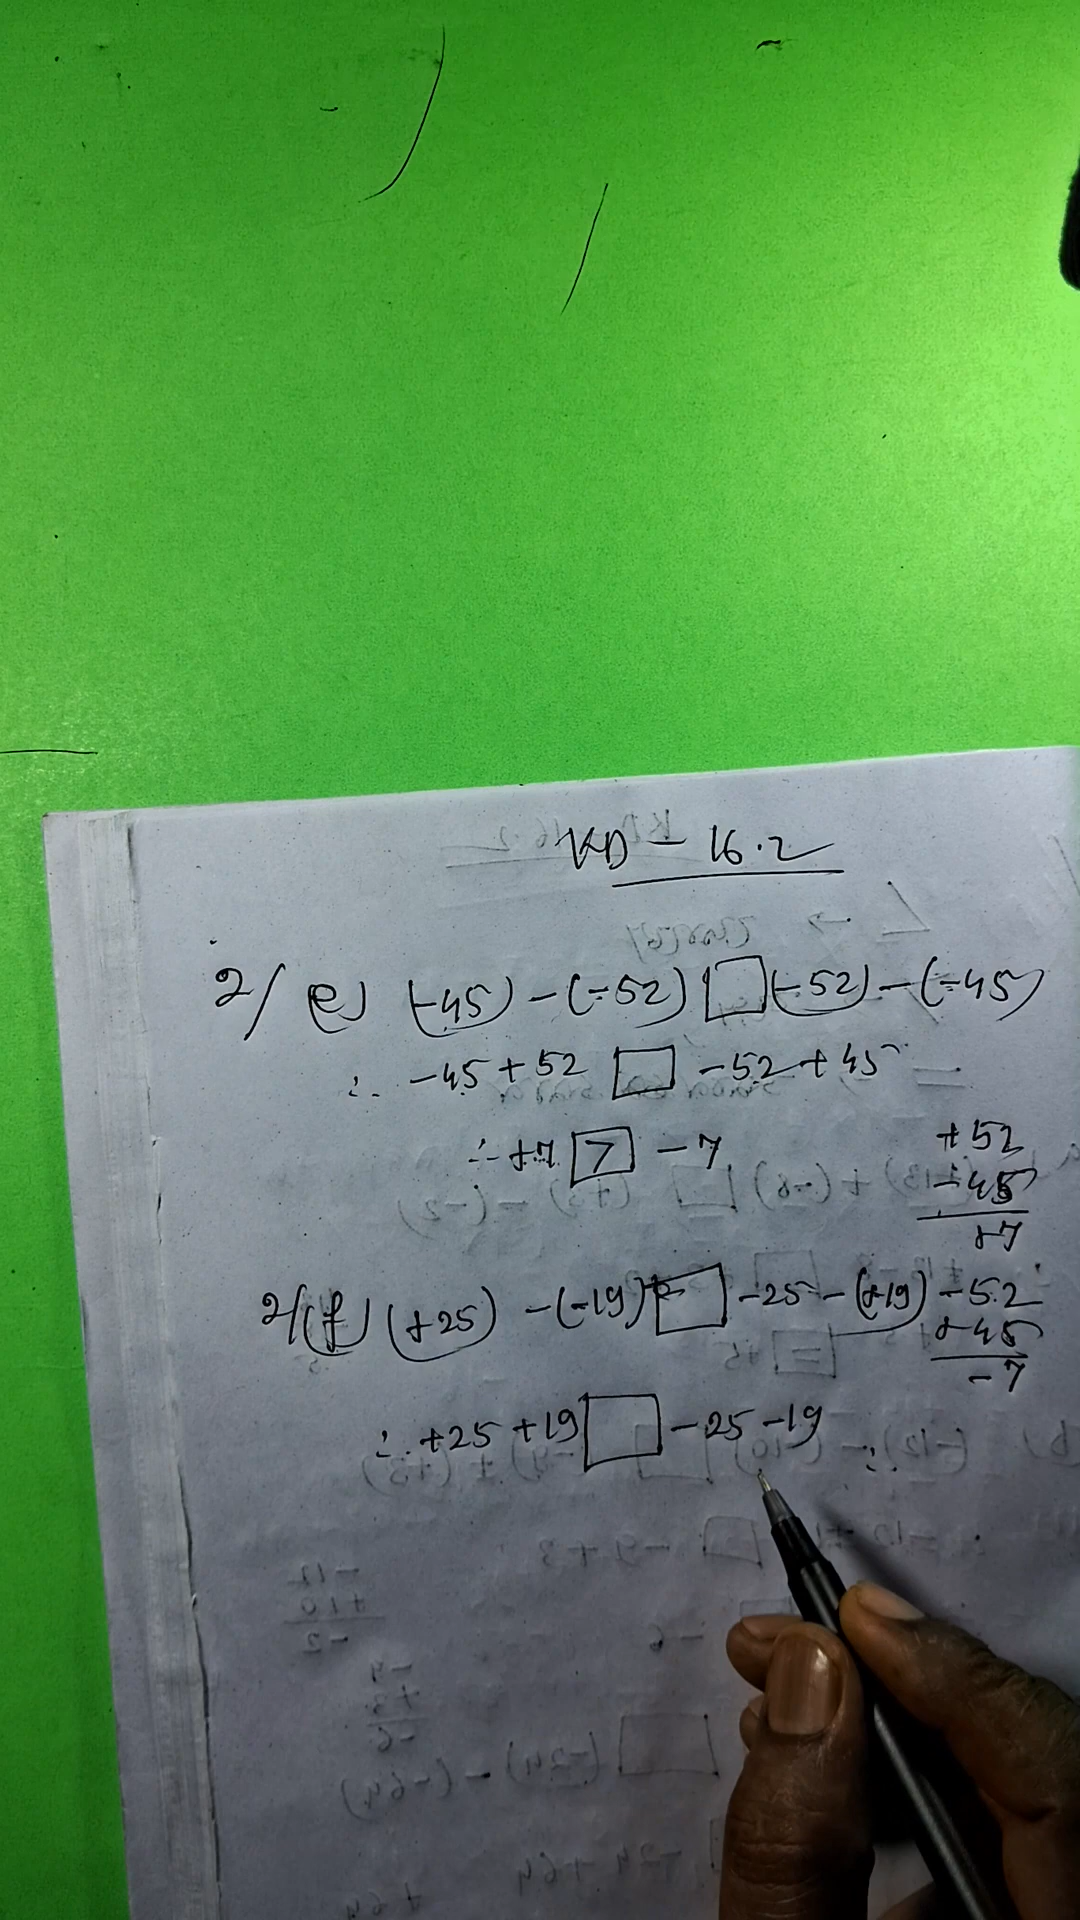 KD - 16.2
2/ (e) (-45) - (-52) □ (-52) - (-45)
∴ -45 + 52 □ -52 + 45
∴ +7 > -7
+52
-45
+7
2/(f) (+25) - (-19) □ -25 - (+19)
-52
+45
-7
∴ +25 +19 □ -25 -19
∴